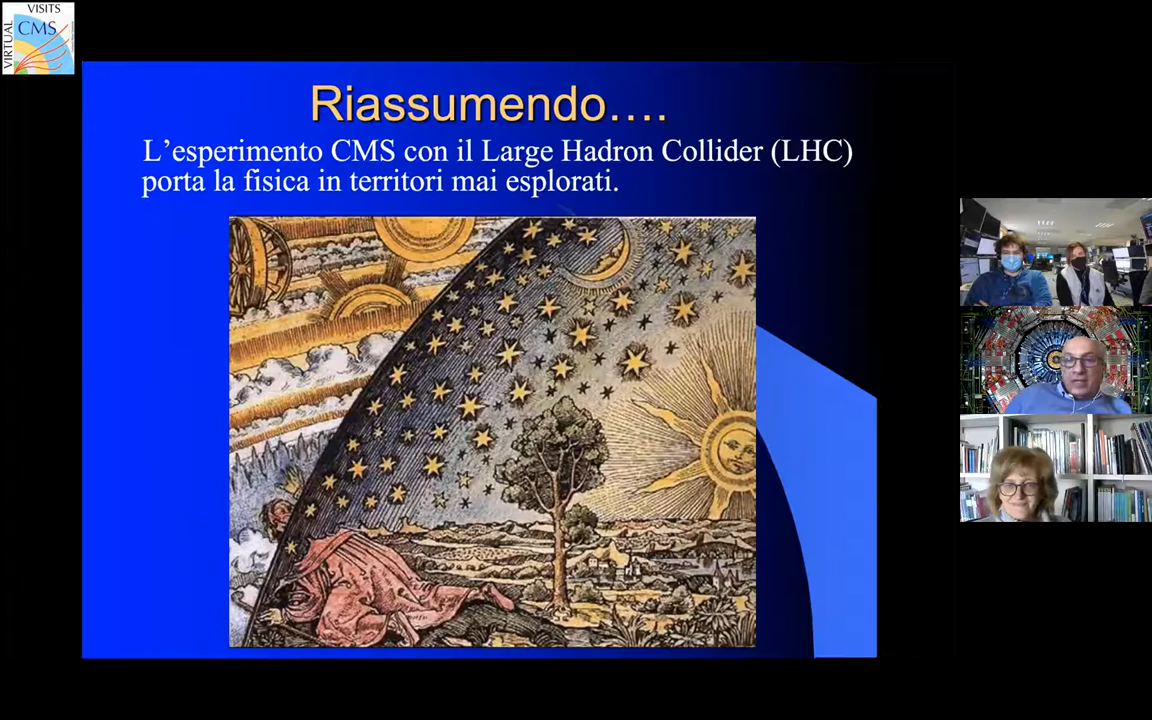 VISITS
VIRTUAL
CMS
Riassumendo….
L’esperimento CMS con il Large Hadron Collider (LHC)
porta la fisica in territori mai esplorati.